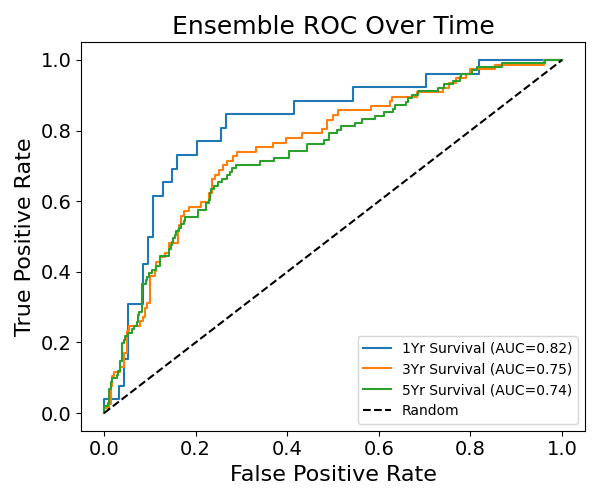 Ensemble ROC Over Time
True Positive Rate
1.0
0.8
0.6
0.4
0.2
0.0
0.0 0.2 0.4 0.6 0.8 1.0
False Positive Rate
1Yr Survival (AUC=0.82)
3Yr Survival (AUC=0.75)
5Yr Survival (AUC=0.74)
Random